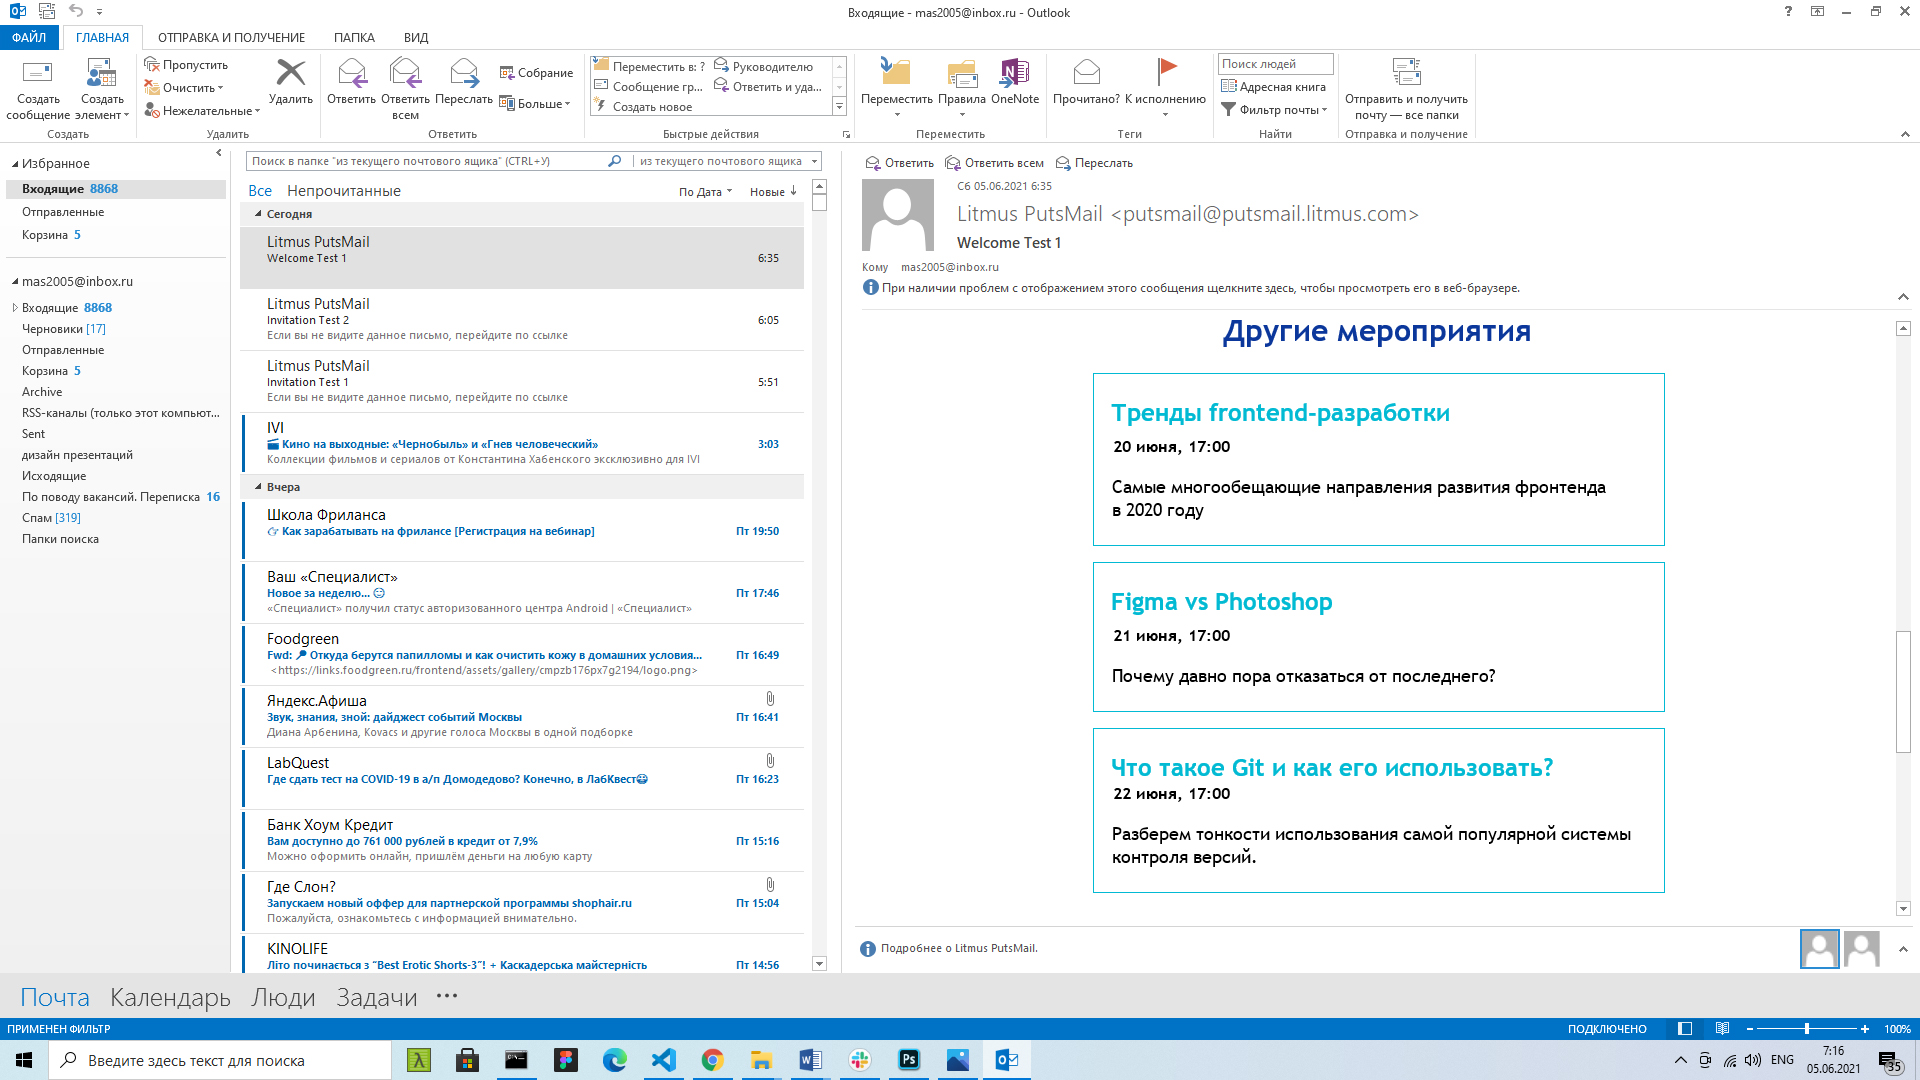 Входящие - mas2005@inbox.ru - Outlook
ФАЙЛ ГЛАВНАЯ ОТПРАВКА И ПОЛУЧЕНИЕ ПАПКА ВИД
Создать сообщение
Создать элемент
Создать
Пропустить
Очистить
Нежелательные
Удалить
Удалить
Ответить
Ответить всем
Переслать
Собрание
Больше
Ответить
Переместить в: ?
Сообщение гр...
Создать новое
Руководителю
Ответить и уда...
Быстрые действия
Переместить
Правила
OneNote
Переместить
Прочитано?
К исполнению
Теги
Поиск людей
Адресная книга
Фильтр почты
Найти
Отправить и получить
почту — все папки
Отправка и получение
Избранное
Входящие 8868
Отправленные
Корзина 5
mas2005@inbox.ru
Входящие 8868
Черновики [17]
Отправленные
Корзина 5
Archive
RSS-каналы (только этот компьют...
Sent
дизайн презентаций
Исходящие
По поводу вакансий. Переписка 16
Спам [319]
Папки поиска
Поиск в папке "из текущего почтового ящика" (CTRL+У) из текущего почтового ящика
Все Непрочитанные По Дата Новые
Сегодня
Litmus PutsMail
Welcome Test 1 6:35
Litmus PutsMail
Invitation Test 2 6:05
Если вы не видите данное письмо, перейдите по ссылке
Litmus PutsMail
Invitation Test 1 5:51
Если вы не видите данное письмо, перейдите по ссылке
IVI
🎬 Кино на выходные: «Чернобыль» и «Гнев человеческий» 3:03
Коллекции фильмов и сериалов от Константина Хабенского эксклюзивно для IVI
Вчера
Школа Фриланса
👉 Как зарабатывать на фрилансе [Регистрация на вебинар] Пт 19:50
Ваш «Специалист»
Новое за неделю... Пт 17:46
«Специалист» получил статус авторизованного центра Android | «Специалист»
Foodgreen
Fwd: 🔎 Откуда берутся папилломы и как очистить кожу в домашних условия... Пт 16:49
<https://links.foodgreen.ru/frontend/assets/gallery/cmpzb176px7g2194/logo.png>
Яндекс.Афиша
Звук, знания, зной: дайджест событий Москвы Пт 16:41
Диана Арбенина, Kovacs и другие голоса Москвы в одной подборке
LabQuest
Где сдать тест на COVID-19 в а/п Домодедово? Конечно, в ЛабКвест Пт 16:23
Банк Хоум Кредит
Вам доступно до 761 000 рублей в кредит от 7,9% Пт 15:16
Можно оформить онлайн, пришлём деньги на любую карту
Где Слон?
Запускаем новый оффер для партнерской программы shophair.ru Пт 15:04
Пожалуйста, ознакомьтесь с информацией внимательно.
KINOLIFE
Літо починається з "Best Erotic Shorts-3"! + Каскадерська майстерність Пт 14:56
Ответить Ответить всем Переслать
Сб 05.06.2021 6:35
Litmus PutsMail <putsmail@putsmail.litmus.com>
Welcome Test 1
Кому mas2005@inbox.ru
При наличии проблем с отображением этого сообщения щелкните здесь, чтобы просмотреть его в веб-браузере.
Другие мероприятия
Тренды frontend-разработки
20 июня, 17:00
Самые многообещающие направления развития фронтенда
в 2020 году
Figma vs Photoshop
21 июня, 17:00
Почему давно пора отказаться от последнего?
Что такое Git и как его использовать?
22 июня, 17:00
Разберем тонкости использования самой популярной системы
контроля версий.
Подробнее о Litmus PutsMail.
Почта Календарь Люди Задачи ···
ПРИМЕНЕН ФИЛЬТР ПОДКЛЮЧЕНО 100%
Введите здесь текст для поиска
ENG
7:16
05.06.2021
35